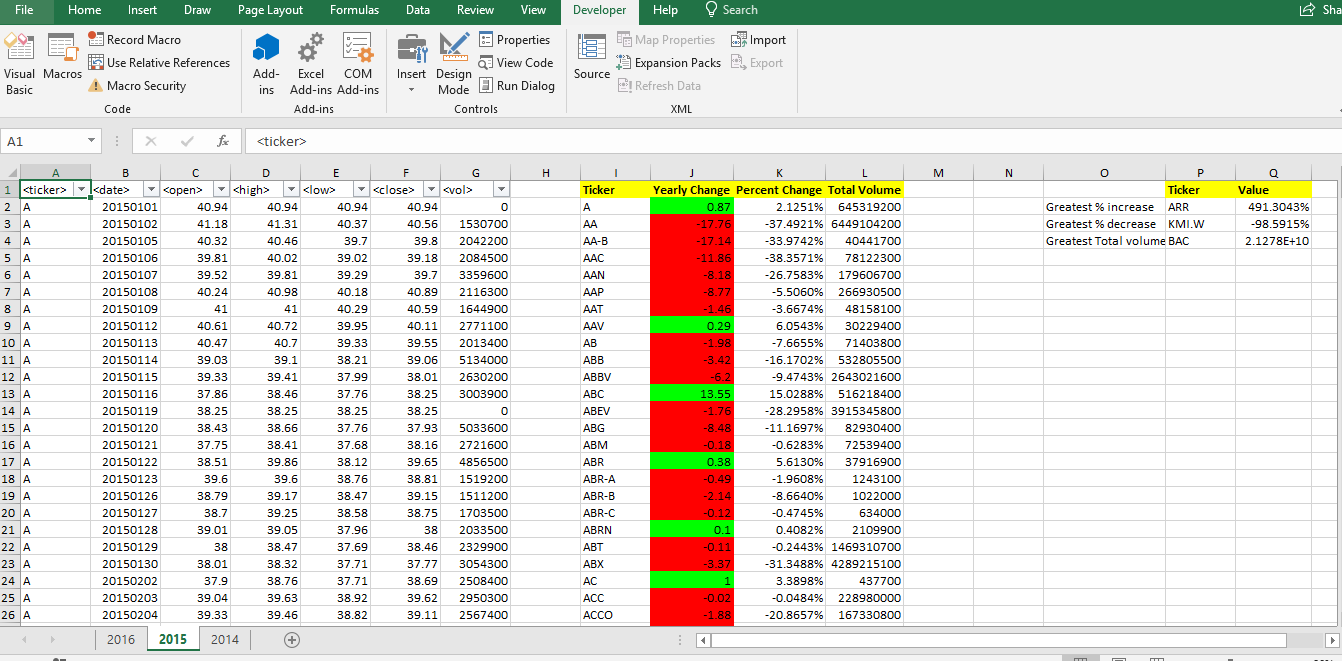 File Home Insert Draw Page Layout Formulas Data Review View Developer Help Search Sha
Record Macro Properties Map Properties Import
Use Relative References View Code Expansion Packs Export
Macro Security Run Dialog Refresh Data
Visual Basic Macros Add-ins Excel Add-ins COM Add-ins Insert Design Mode Source
Code Add-ins Controls XML
A1 fx <ticker>
A B C D E F G H I J K L M N O P Q
1 <ticker> <date> <open> <high> <low> <close> <vol> Ticker Yearly Change Percent Change Total Volume Ticker Value
2 A 20150101 40.94 40.94 40.94 40.94 0 A 0.87 2.1251% 645319200 Greatest % increase ARR 491.3043%
3 A 20150102 41.18 41.31 40.37 40.56 1530700 AA -17.76 -37.4921% 6449104200 Greatest % decrease KMI.W -98.5915%
4 A 20150105 40.32 40.46 39.7 39.8 2042200 AA-B -17.14 -33.9742% 40441700 Greatest Total volume BAC 2.1278E+10
5 A 20150106 39.81 40.02 39.02 39.18 2084500 AAC -11.86 -38.3571% 78122300
6 A 20150107 39.52 39.81 39.29 39.7 3359600 AAN -8.18 -26.7583% 179606700
7 A 20150108 40.24 40.98 40.18 40.89 2116300 AAP -8.77 -5.5060% 266930500
8 A 20150109 41 41 40.29 40.59 1644900 AAT -1.46 -3.6674% 48158100
9 A 20150112 40.61 40.72 39.95 40.11 2771100 AAV 0.29 6.0543% 30229400
10 A 20150113 40.47 40.7 39.33 39.55 2013400 AB -1.98 -7.6655% 71403800
11 A 20150114 39.03 39.1 38.21 39.06 5134000 ABB -3.42 -16.1702% 532805500
12 A 20150115 39.33 39.41 37.99 38.01 2630200 ABBV -6.2 -9.4743% 2643021600
13 A 20150116 37.86 38.46 37.76 38.25 3003900 ABC 13.55 15.0288% 516218400
14 A 20150119 38.25 38.25 38.25 38.25 0 ABEV -1.76 -28.2958% 3915345800
15 A 20150120 38.43 38.66 37.76 37.93 5033600 ABG -8.48 -11.1697% 82930400
16 A 20150121 37.75 38.41 37.68 38.16 2721600 ABM -0.18 -0.6283% 72539400
17 A 20150122 38.51 39.86 38.12 39.65 4856500 ABR 0.38 5.6130% 37916900
18 A 20150123 39.6 39.6 38.76 38.81 1519200 ABR-A -0.49 -1.9608% 1243100
19 A 20150126 38.79 39.17 38.47 39.15 1511200 ABR-B -2.14 -8.6640% 1022000
20 A 20150127 38.7 39.25 38.58 38.75 1703500 ABR-C -0.12 -0.4745% 634000
21 A 20150128 39.01 39.05 37.96 38 2033500 ABRN 0.1 0.4082% 2109900
22 A 20150129 38 38.47 37.69 38.46 2329900 ABT -0.11 -0.2443% 1469310700
23 A 20150130 38.01 38.32 37.71 37.77 3054300 ABX -3.37 -31.3488% 4289215100
24 A 20150202 37.9 38.76 37.71 38.69 2508400 AC 1 3.3898% 437700
25 A 20150203 39.04 39.63 38.92 39.62 2950300 ACC -0.02 -0.0484% 228980000
26 A 20150204 39.33 39.46 38.82 39.11 2567400 ACCO -1.88 -20.8657% 167330800
2016 2015 2014